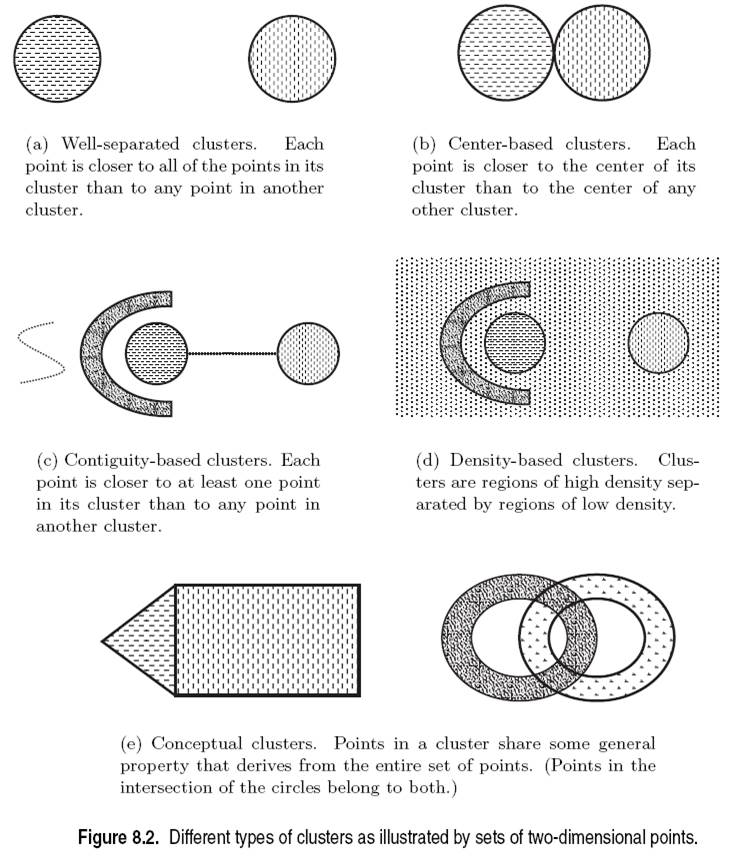 (a) Well-separated clusters. Each
point is closer to all of the points in its
cluster than to any point in another
cluster.
(b) Center-based clusters. Each
point is closer to the center of its
cluster than to the center of any
other cluster.
(c) Contiguity-based clusters. Each
point is closer to at least one point
in its cluster than to any point in
another cluster.
(d) Density-based clusters. Clus-
ters are regions of high density sep-
arated by regions of low density.
(e) Conceptual clusters. Points in a cluster share some general
property that derives from the entire set of points. (Points in the
intersection of the circles belong to both.)
Figure 8.2. Different types of clusters as illustrated by sets of two-dimensional points.